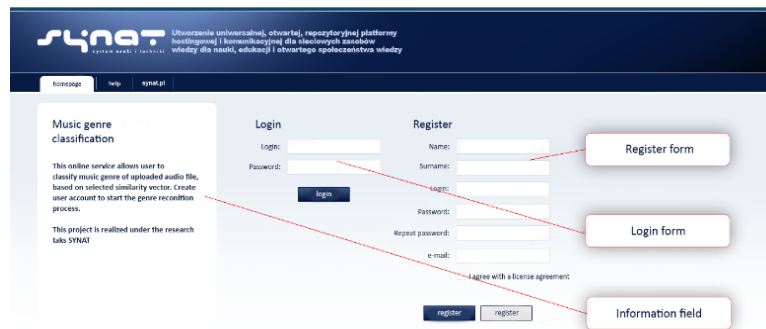 synat
system nauki i techniki
Utworzenie uniwersalnej, otwartej, repozytoryjnej platformy
hostingowej i komunikacyjnej dla sieciowych zasobów
wiedzy dla nauki, edukacji i otwartego społeczeństwa wiedzy
homepage help synat.pl
Music genre
classification
This online service allows user to
classify music genre of uploaded audio file,
based on selected similarity vector. Create
user account to start the genre reconition
process.
This project is realized under the research
taks SYNAT
Login
Login:
Password:
login
Register
Name:
Surname:
Login:
Password:
Repeat password:
e-mail:
I agree with a license agreement
register register
Register form
Login form
Information field